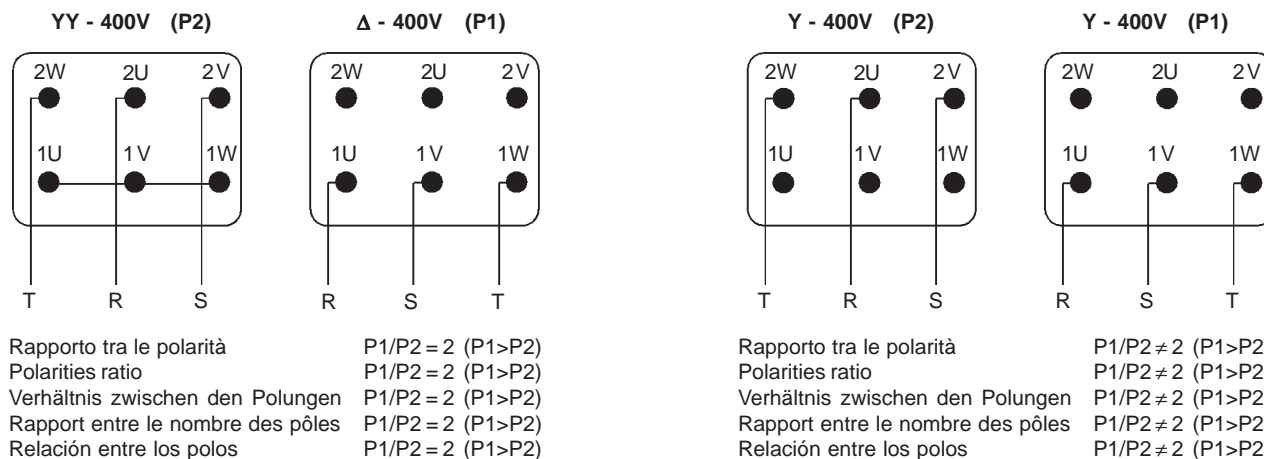 YY - 400V (P2) Δ - 400V (P1) Y - 400V (P2) Y - 400V (P1)
2W 2U 2V 2W 2U 2V 2W 2U 2V 2W 2U 2V
1U 1V 1W 1U 1V 1W 1U 1V 1W 1U 1V 1W
T R S R S T T R S R S T
Rapporto tra le polarità P1/P2 = 2 (P1>P2) Rapporto tra le polarità P1/P2 ≠ 2 (P1>P2
Polarities ratio P1/P2 = 2 (P1>P2) Polarities ratio P1/P2 ≠ 2 (P1>P2
Verhältnis zwischen den Polungen P1/P2 = 2 (P1>P2) Verhältnis zwischen den Polungen P1/P2 ≠ 2 (P1>P2
Rapport entre le nombre des pôles P1/P2 = 2 (P1>P2) Rapport entre le nombre des pôles P1/P2 ≠ 2 (P1>P2
Relación entre los polos P1/P2 = 2 (P1>P2) Relación entre los polos P1/P2 ≠ 2 (P1>P2